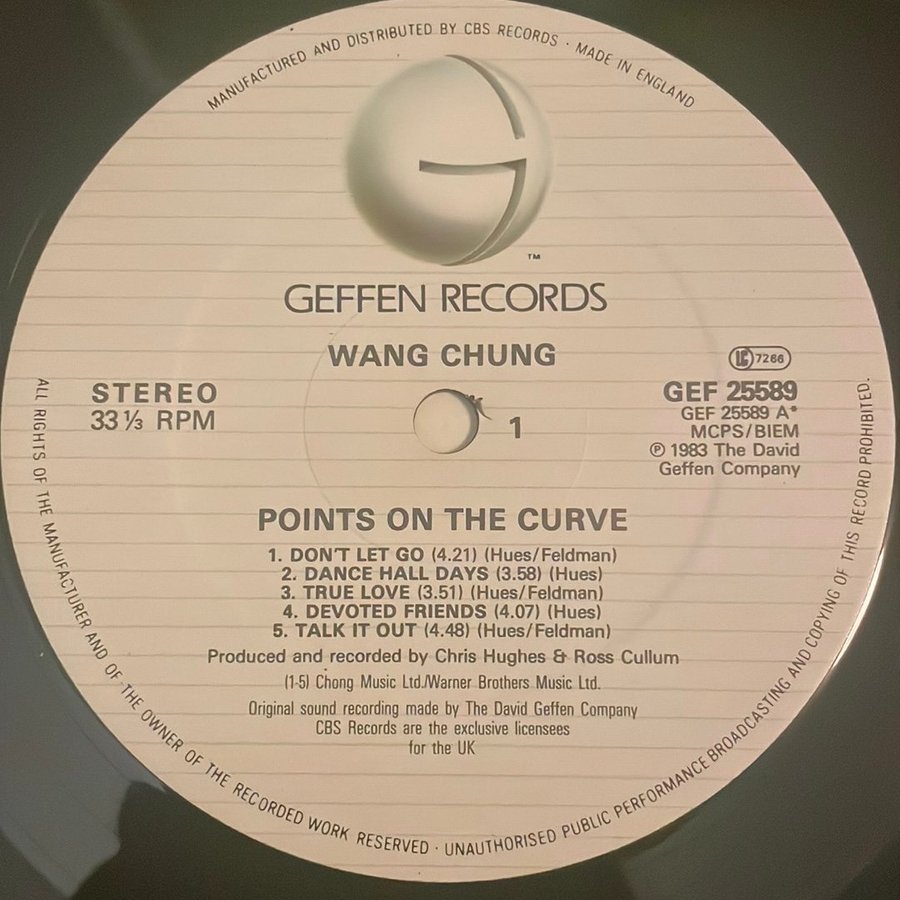 MANUFACTURED AND DISTRIBUTED BY CBS RECORDS · MADE IN ENGLAND
G
™
GEFFEN RECORDS
WANG CHUNG
LC 7266
STEREO
33⅓ RPM
1
GEF 25589
GEF 25589 A*
MCPS/BIEM
℗ 1983 The David
Geffen Company
POINTS ON THE CURVE
1. DON'T LET GO (4.21) (Hues/Feldman)
2. DANCE HALL DAYS (3.58) (Hues)
3. TRUE LOVE (3.51) (Hues/Feldman)
4. DEVOTED FRIENDS (4.07) (Hues)
5. TALK IT OUT (4.48) (Hues/Feldman)
Produced and recorded by Chris Hughes & Ross Cullum
(1-5) Chong Music Ltd./Warner Brothers Music Ltd.
Original sound recording made by The David Geffen Company
CBS Records are the exclusive licensees
for the UK
ALL RIGHTS OF THE MANUFACTURER AND OF THE OWNER OF THE RECORDED WORK RESERVED · UNAUTHORISED PUBLIC PERFORMANCE BROADCASTING AND COPYING OF THIS RECORD PROHIBITED.